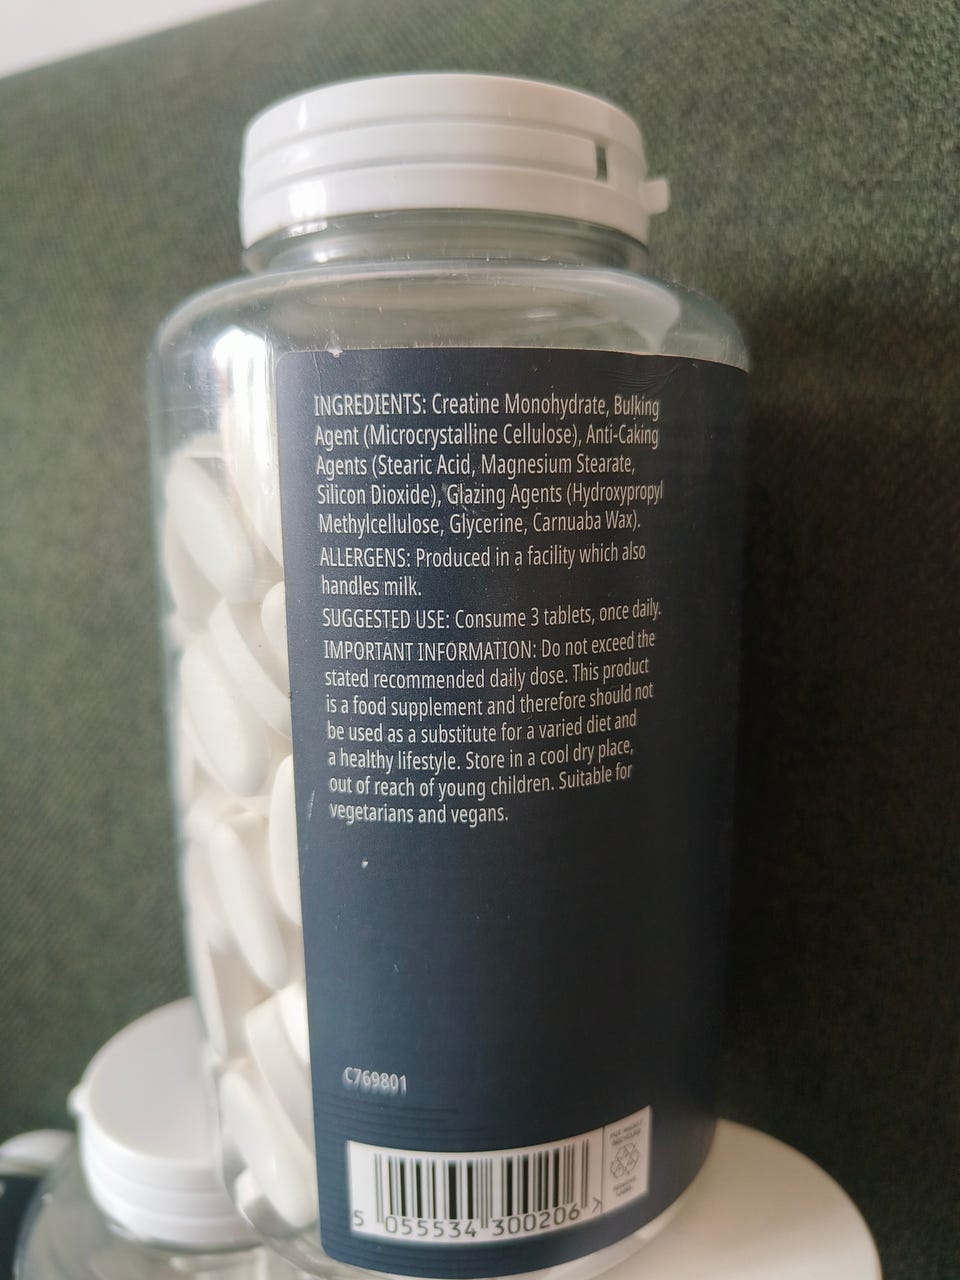 INGREDIENTS: Creatine Monohydrate, Bulking
Agent (Microcrystalline Cellulose), Anti-Caking
Agents (Stearic Acid, Magnesium Stearate,
Silicon Dioxide), Glazing Agents (Hydroxypropyl
Methylcellulose, Glycerine, Carnuaba Wax).
ALLERGENS: Produced in a facility which also
handles milk.
SUGGESTED USE: Consume 3 tablets, once daily.
IMPORTANT INFORMATION: Do not exceed the
stated recommended daily dose. This product
is a food supplement and therefore should not
be used as a substitute for a varied diet and
a healthy lifestyle. Store in a cool dry place,
out of reach of young children. Suitable for
vegetarians and vegans.
C769801
5 055534 300206 >